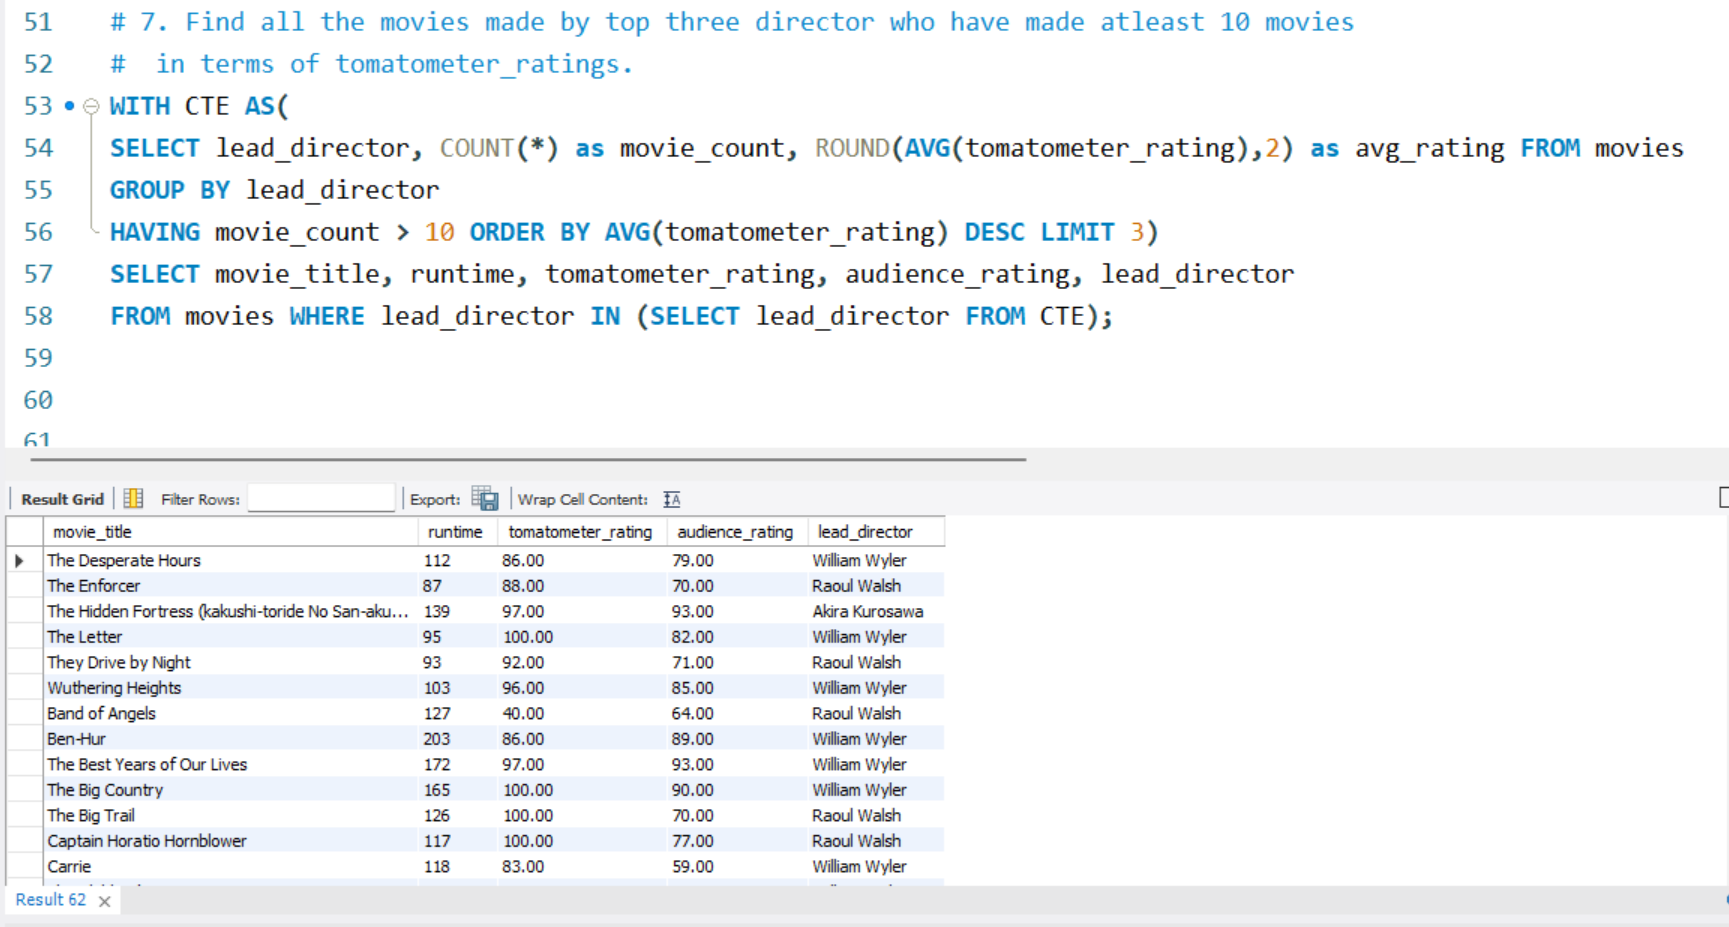 51 # 7. Find all the movies made by top three director who have made atleast 10 movies
52 #  in terms of tomatometer_ratings.
53 WITH CTE AS(
54 SELECT lead_director, COUNT(*) as movie_count, ROUND(AVG(tomatometer_rating),2) as avg_rating FROM movies
55 GROUP BY lead_director
56 HAVING movie_count > 10 ORDER BY AVG(tomatometer_rating) DESC LIMIT 3)
57 SELECT movie_title, runtime, tomatometer_rating, audience_rating, lead_director
58 FROM movies WHERE lead_director IN (SELECT lead_director FROM CTE);
59
60
61
Result Grid Filter Rows: Export: Wrap Cell Content: IA
movie_title runtime tomatometer_rating audience_rating lead_director
The Desperate Hours 112 86.00 79.00 William Wyler
The Enforcer 87 88.00 70.00 Raoul Walsh
The Hidden Fortress (kakushi-toride No San-aku... 139 97.00 93.00 Akira Kurosawa
The Letter 95 100.00 82.00 William Wyler
They Drive by Night 93 92.00 71.00 Raoul Walsh
Wuthering Heights 103 96.00 85.00 William Wyler
Band of Angels 127 40.00 64.00 Raoul Walsh
Ben-Hur 203 86.00 89.00 William Wyler
The Best Years of Our Lives 172 97.00 93.00 William Wyler
The Big Country 165 100.00 90.00 William Wyler
The Big Trail 126 100.00 70.00 Raoul Walsh
Captain Horatio Hornblower 117 100.00 77.00 Raoul Walsh
Carrie 118 83.00 59.00 William Wyler
Result 62